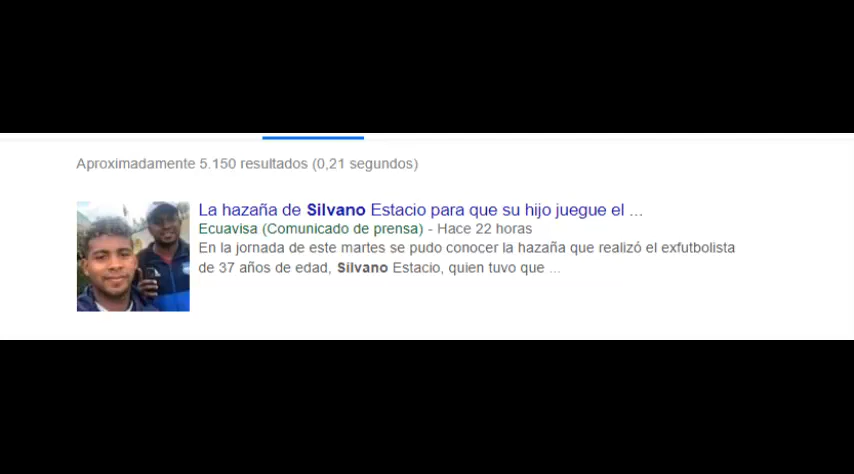 Aproximadamente 5.150 resultados (0,21 segundos)
La hazaña de Silvano Estacio para que su hijo juegue el ...
Ecuavisa (Comunicado de prensa) - Hace 22 horas
En la jornada de este martes se pudo conocer la hazaña que realizó el exfutbolista
de 37 años de edad, Silvano Estacio, quien tuvo que ...